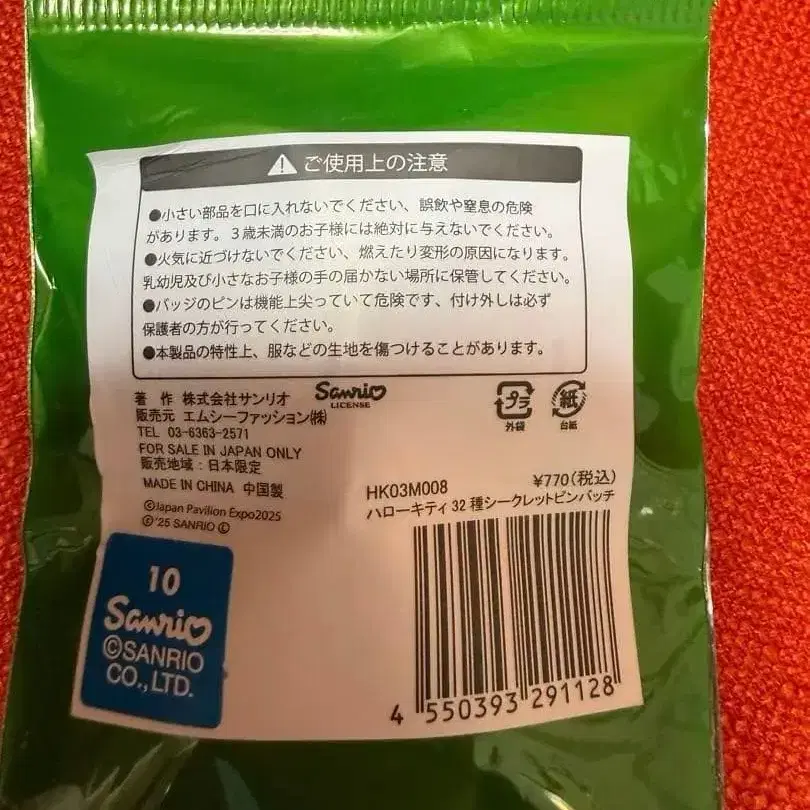 ⚠ ご使用上の注意
●小さい部品を口に入れないでください、誤飲や窒息の危険
があります。３歳未満のお子様には絶対に与えないでください。
●火気に近づけないでください、燃えたり変形の原因になります。
乳幼児及び小さなお子様の手の届かない場所に保管してください。
●バッジのピンは機能上尖っていて危険です、付け外しは必ず
保護者の方が行ってください。
●本製品の特性上、服などの生地を傷つけることがあります。
著 作 株式会社サンリオ
販売元 エムシーファッション㈱
TEL 03-6363-2571
FOR SALE IN JAPAN ONLY
販売地域：日本限定
MADE IN CHINA 中国製
©Japan Pavilion Expo2025
©'25 SANRIO Ⓛ
Sanrio
LICENSE
プラ
外袋
紙
台紙
HK03M008 ¥770(税込)
ハローキティ 32 種シークレットピンバッチ
4 550393 291128
10
Sanrio
©SANRIO
CO.,LTD.